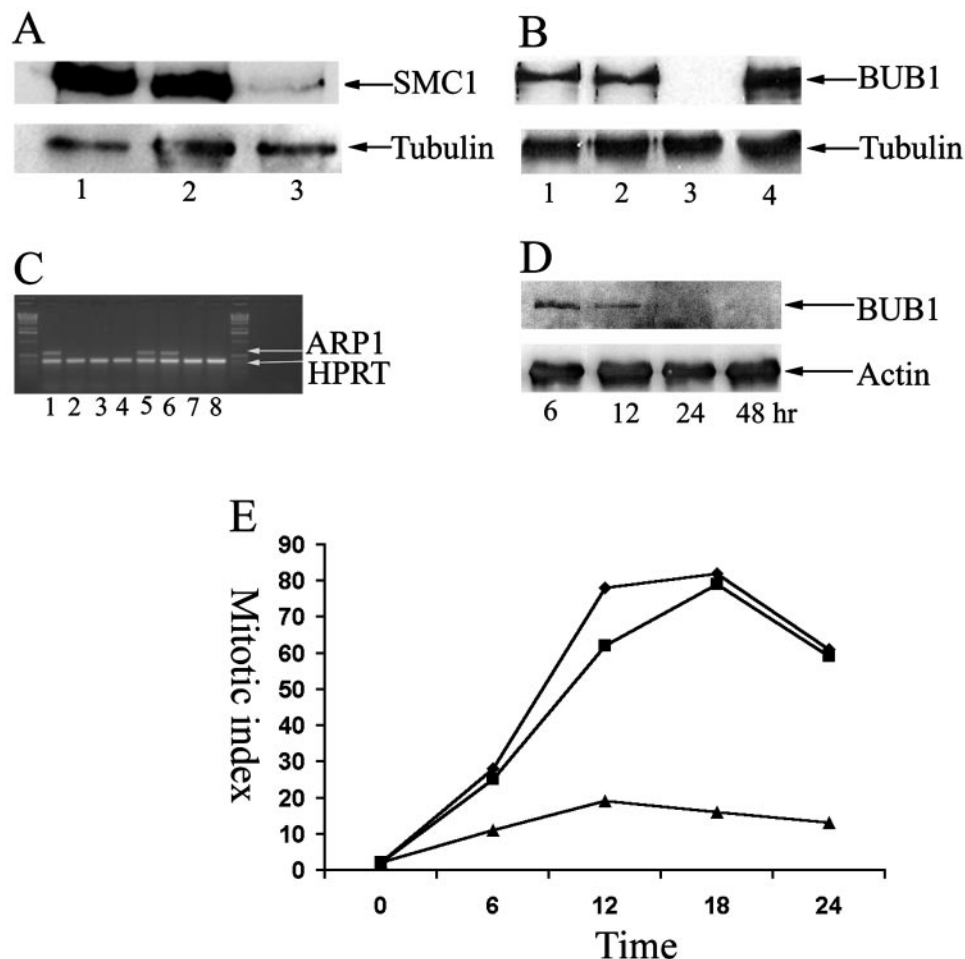 A
SMC1
Tubulin
1 2 3
B
BUB1
Tubulin
1 2 3 4
C
ARP1
HPRT
1 2 3 4 5 6 7 8
D
BUB1
Actin
6 12 24 48 hr
E
Mitotic index
90
80
70
60
50
40
30
20
10
0
0 6 12 18 24
Time